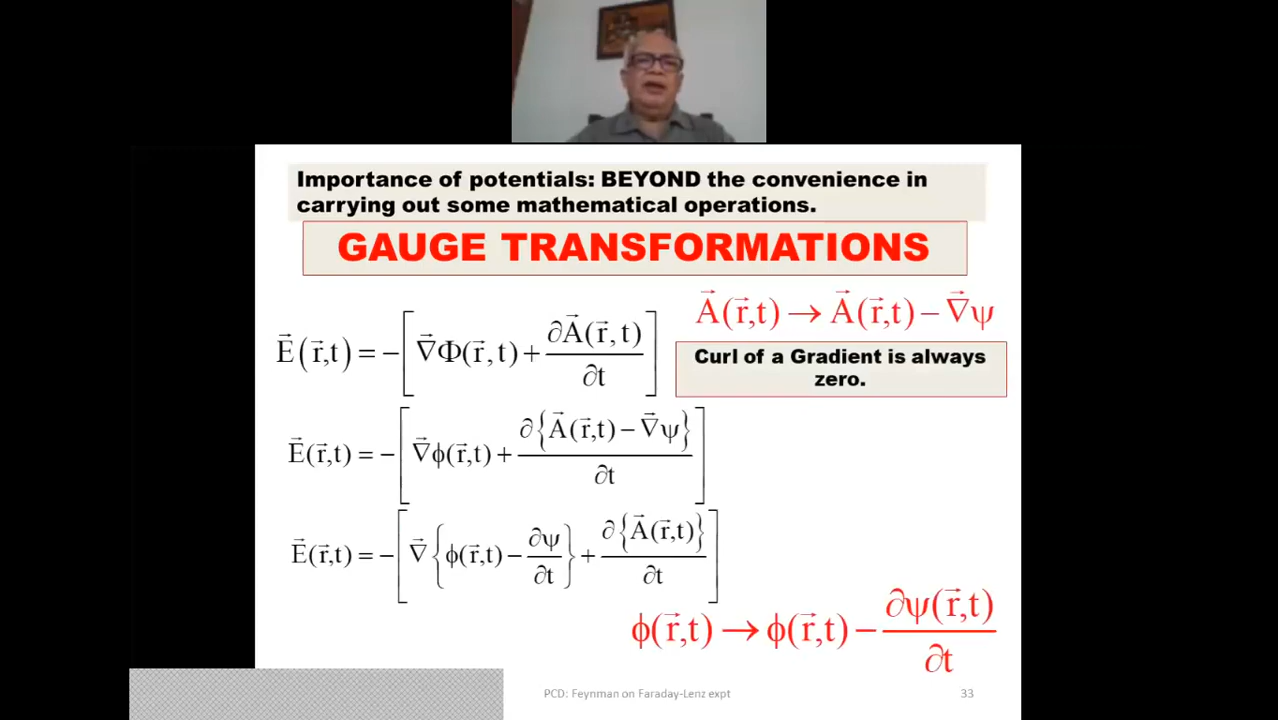 Importance of potentials: BEYOND the convenience in
carrying out some mathematical operations.
GAUGE TRANSFORMATIONS
$\vec{A}(\vec{r},t) \rightarrow \vec{A}(\vec{r},t) - \vec{\nabla}\psi$
$\vec{E}(\vec{r},t) = -\left[\vec{\nabla}\Phi(\vec{r},t) + \frac{\partial \vec{A}(\vec{r},t)}{\partial t}\right]$
Curl of a Gradient is always
zero.
$\vec{E}(\vec{r},t) = -\left[\vec{\nabla}\phi(\vec{r},t) + \frac{\partial \{\vec{A}(\vec{r},t) - \vec{\nabla}\psi\}}{\partial t}\right]$
$\vec{E}(\vec{r},t) = -\left[\vec{\nabla}\left\{\phi(\vec{r},t) - \frac{\partial \psi}{\partial t}\right\} + \frac{\partial \{\vec{A}(\vec{r},t)\}}{\partial t}\right]$
$\phi(\vec{r},t) \rightarrow \phi(\vec{r},t) - \frac{\partial \psi(\vec{r},t)}{\partial t}$
PCD: Feynman on Faraday-Lenz expt
33